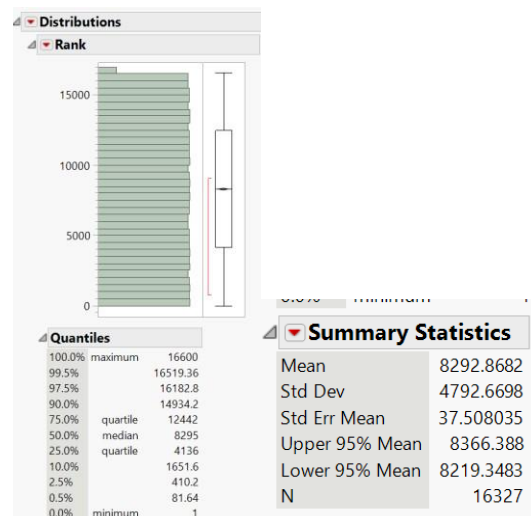 Distributions
Rank
15000
10000
5000
0
Quantiles
100.0% maximum 16600
99.5% 16519.36
97.5% 16182.8
90.0% 14934.2
75.0% quartile 12442
50.0% median 8295
25.0% quartile 4136
10.0% 1651.6
2.5% 410.2
0.5% 81.64
0.0% minimum 1
0.0% minimum 1
Summary Statistics
Mean 8292.8682
Std Dev 4792.6698
Std Err Mean 37.508035
Upper 95% Mean 8366.388
Lower 95% Mean 8219.3483
N 16327